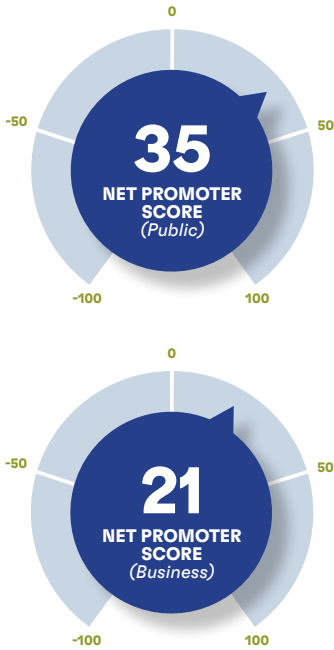 0
-50
50
35
NET PROMOTER
SCORE
(Public)
-100
100
0
-50
50
21
NET PROMOTER
SCORE
(Business)
-100
100